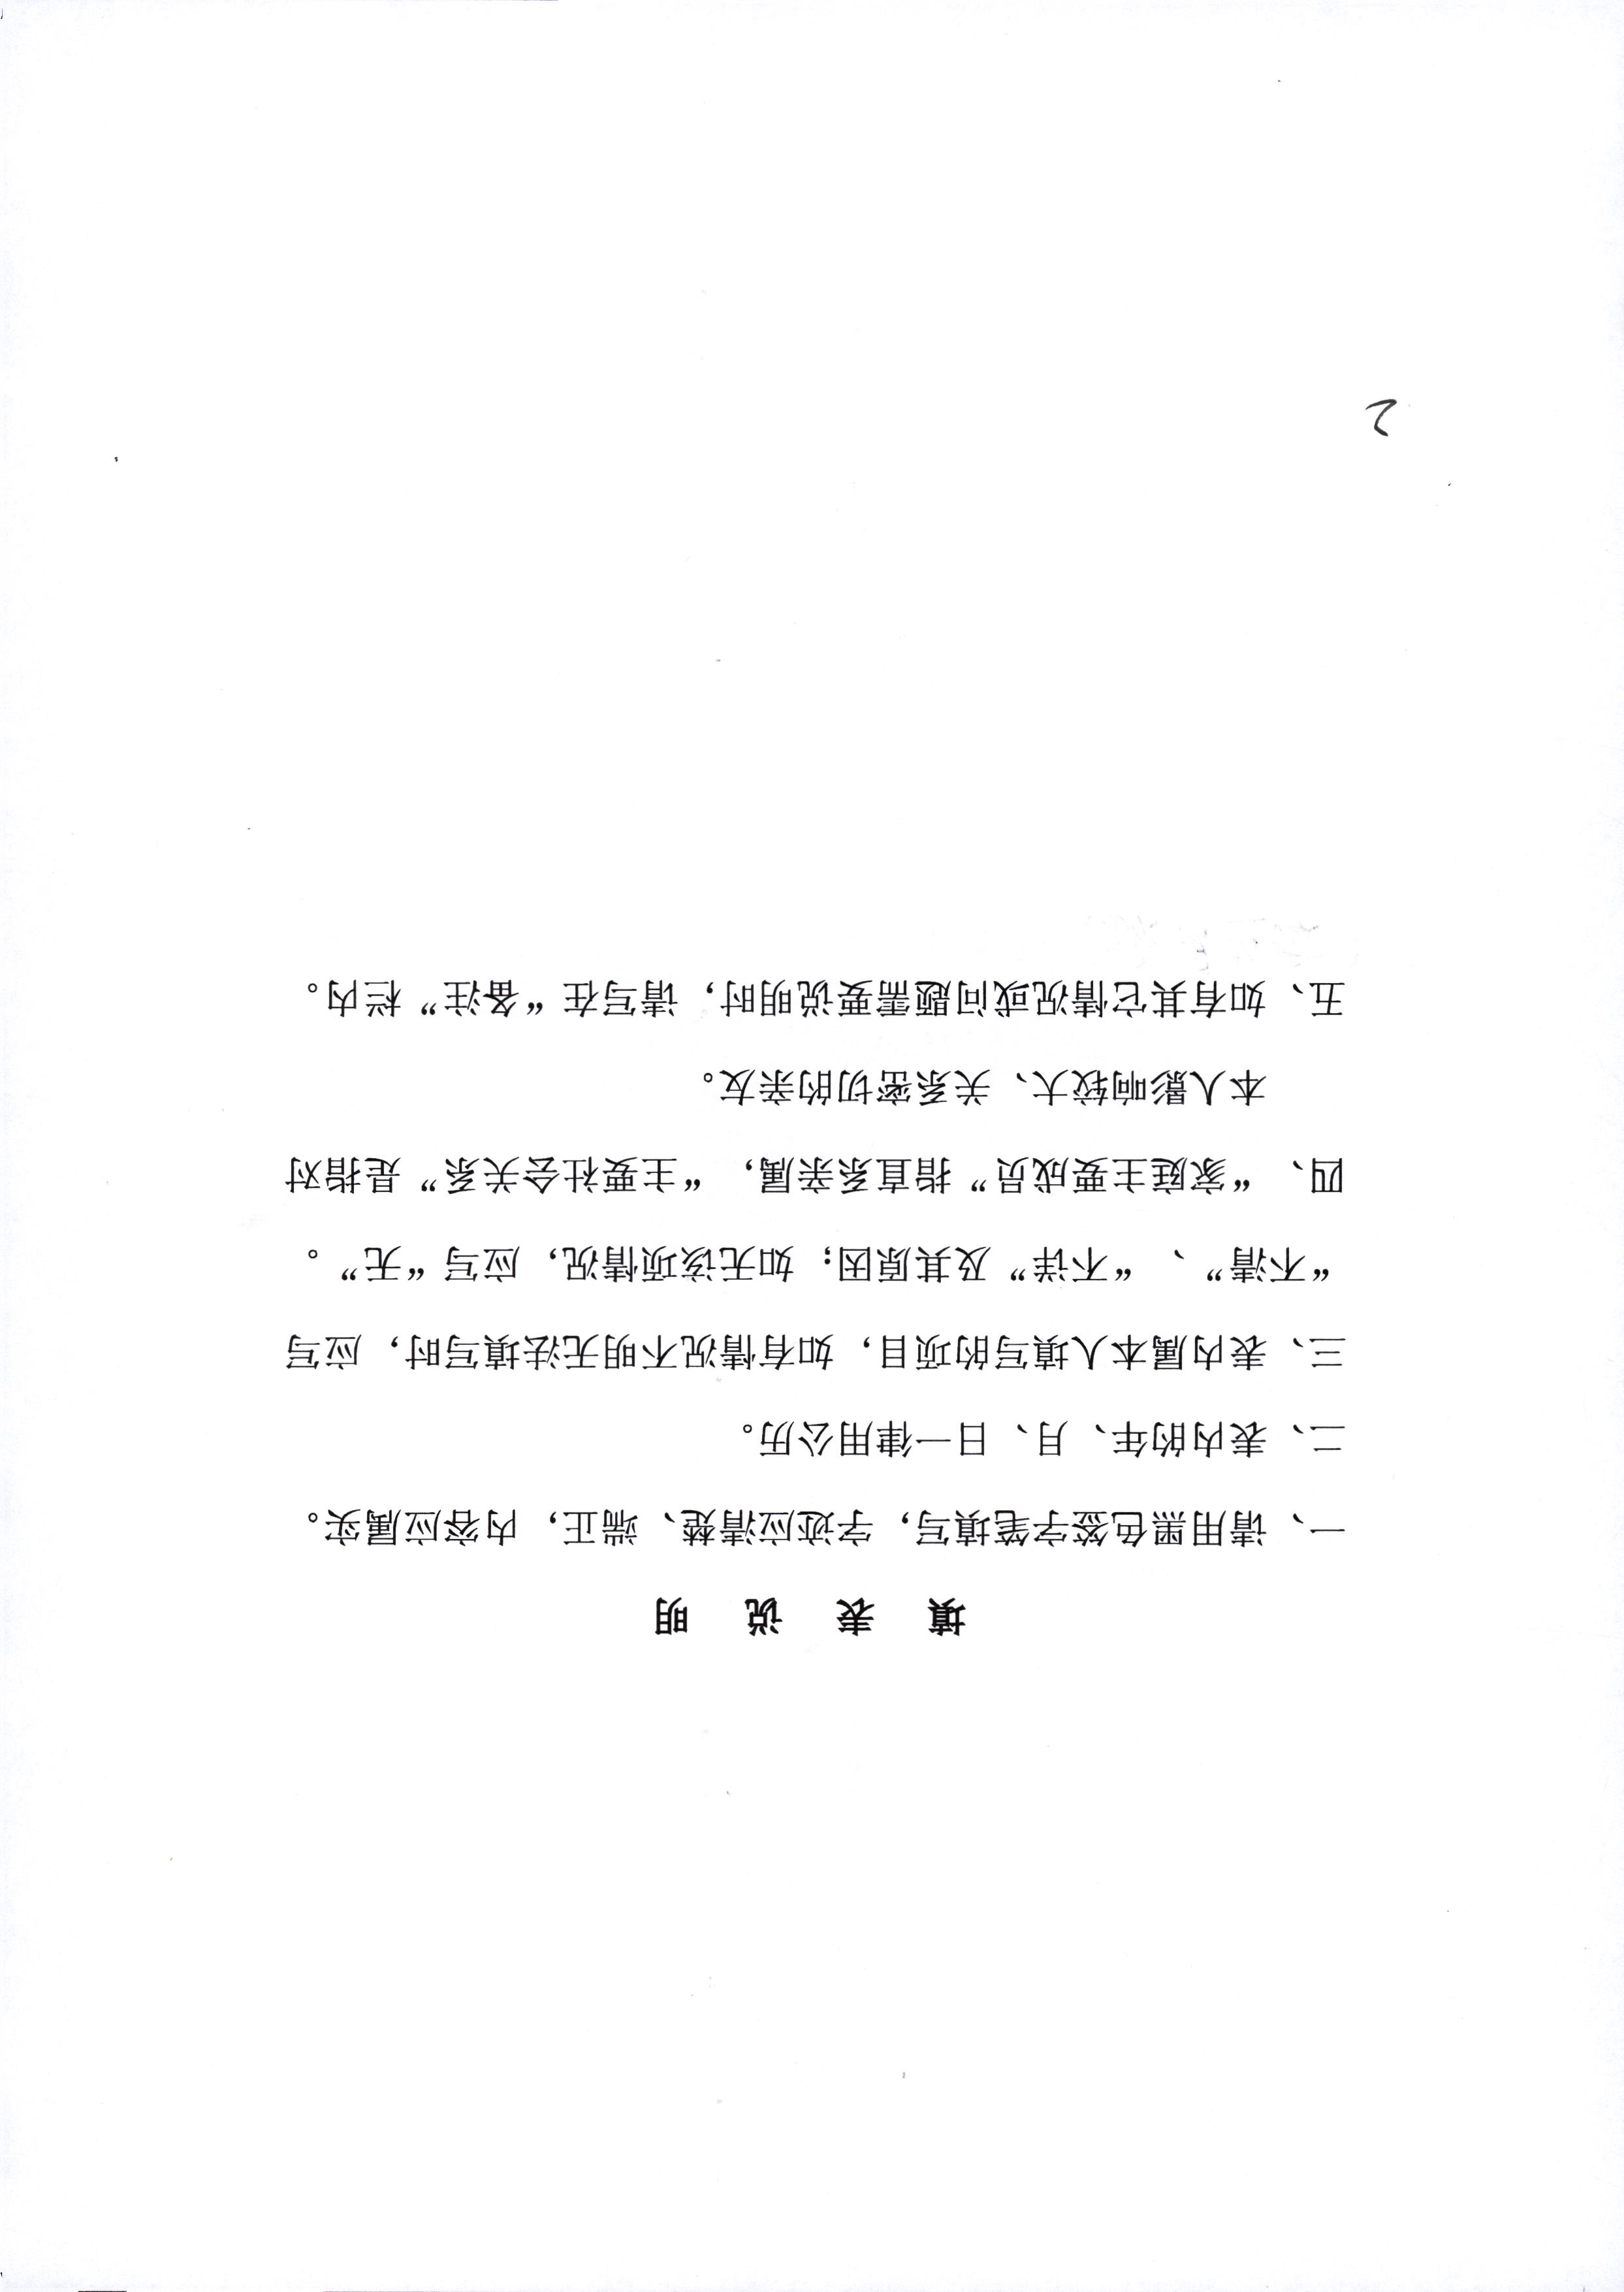 填 表 说 明
一、请用黑色签字笔填写，字迹应清楚、端正，内容应属实。
二、表内的年、月、日一律用公历。
三、表内属本人填写的项目，如有情况不明无法填写时，应写
“不清”、“不详”及其原因；如无该项情况，应写“无”。
四、“家庭主要成员”指直系亲属，“主要社会关系”是指对
本人影响较大、关系密切的亲友。
五、如有其它情况或问题需要说明时，请写在“备注”栏内。
2